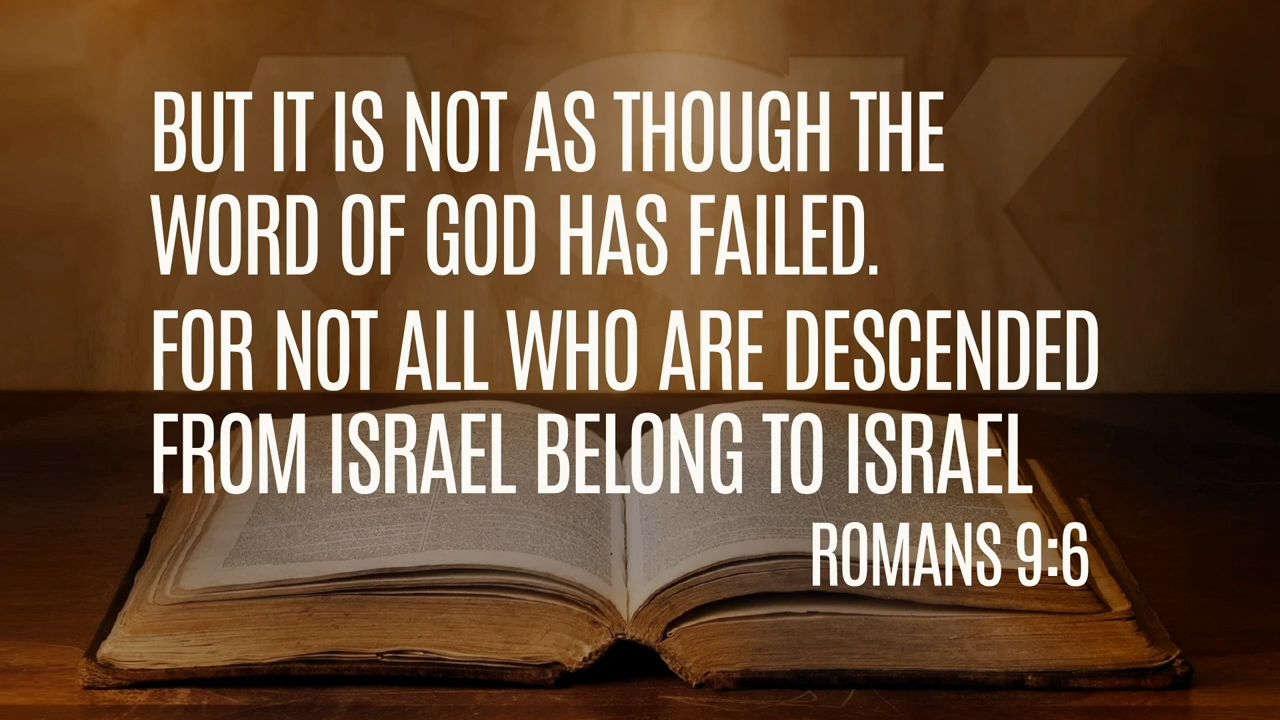 ASK
BUT IT IS NOT AS THOUGH THE
WORD OF GOD HAS FAILED.
FOR NOT ALL WHO ARE DESCENDED
FROM ISRAEL BELONG TO ISRAEL
ROMANS 9:6